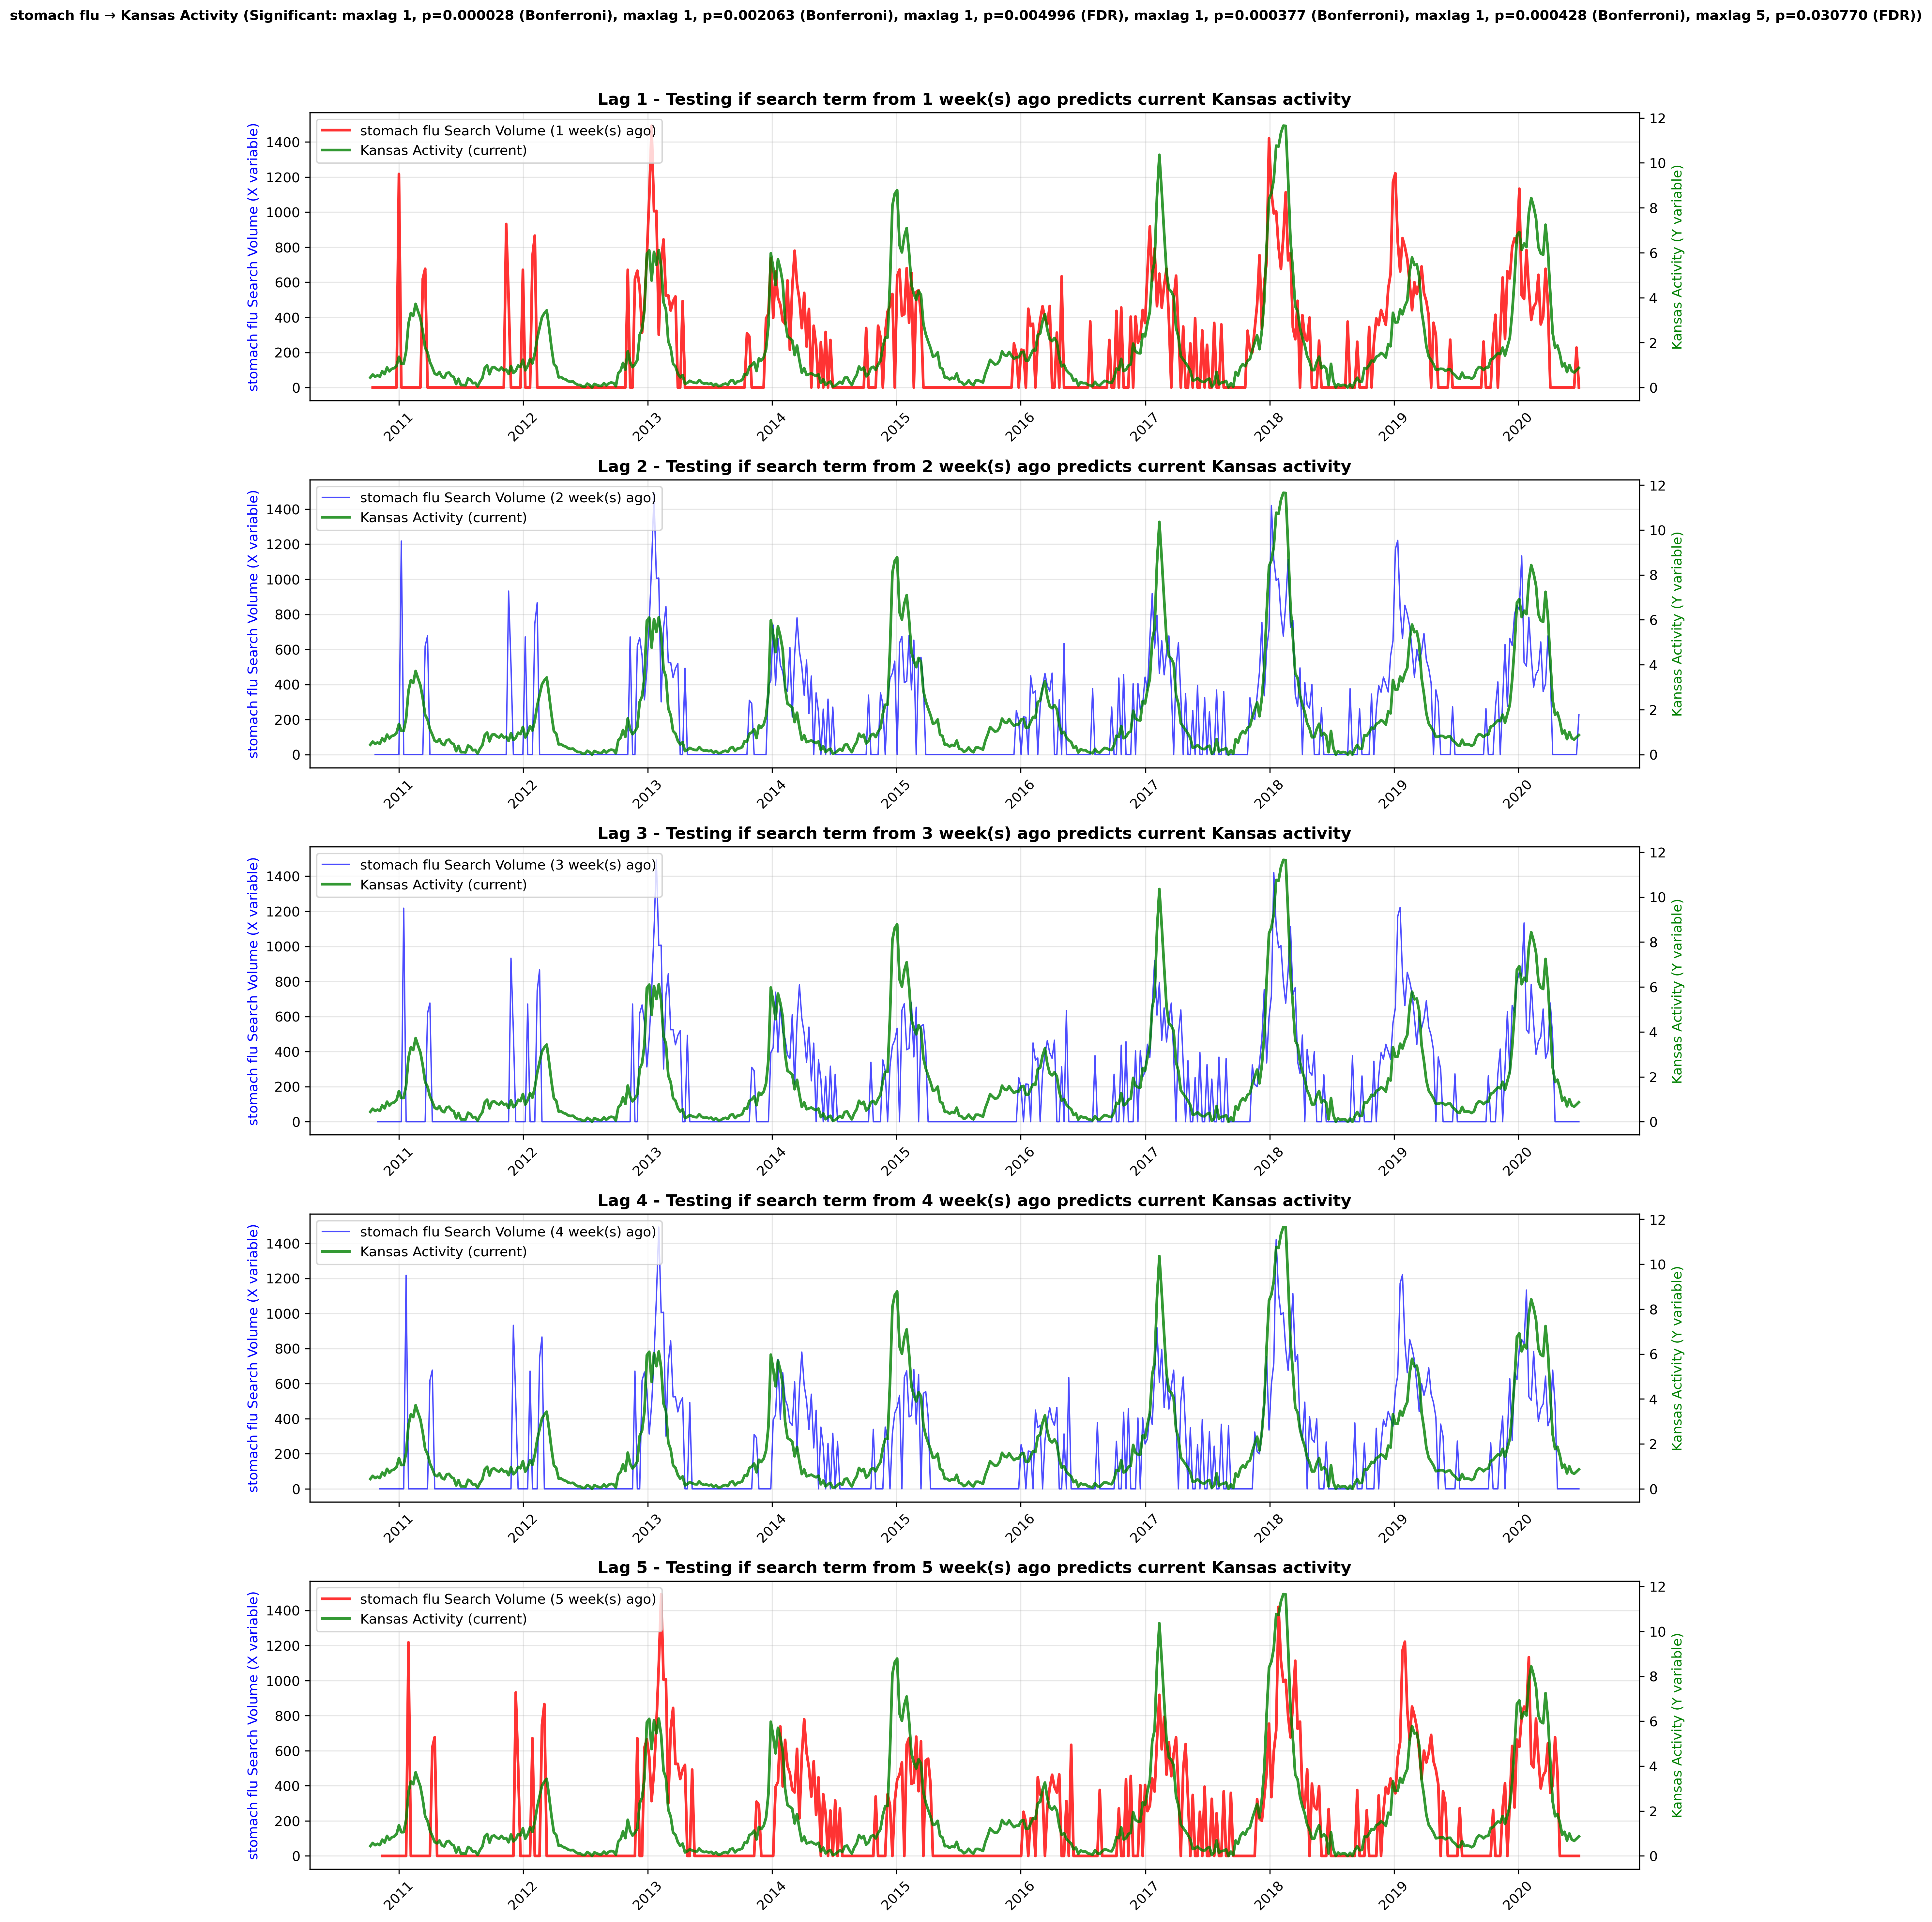 stomach flu → Kansas Activity (Significant: maxlag 1, p=0.000028 (Bonferroni), maxlag 1, p=0.002063 (Bonferroni), maxlag 1, p=0.004996 (FDR), maxlag 1, p=0.000377 (Bonferroni), maxlag 1, p=0.000428 (Bonferroni), maxlag 5, p=0.030770 (FDR))
Lag 1 - Testing if search term from 1 week(s) ago predicts current Kansas activity
stomach flu Search Volume (1 week(s) ago)
Kansas Activity (current)
stomach flu Search Volume (X variable)
1400
1200
1000
800
600
400
200
0
12
10
8
6
4
2
0
Kansas Activity (Y variable)
2011 2012 2013 2014 2015 2016 2017 2018 2019 2020
Lag 2 - Testing if search term from 2 week(s) ago predicts current Kansas activity
stomach flu Search Volume (2 week(s) ago)
Kansas Activity (current)
stomach flu Search Volume (X variable)
1400
1200
1000
800
600
400
200
0
12
10
8
6
4
2
0
Kansas Activity (Y variable)
2011 2012 2013 2014 2015 2016 2017 2018 2019 2020
Lag 3 - Testing if search term from 3 week(s) ago predicts current Kansas activity
stomach flu Search Volume (3 week(s) ago)
Kansas Activity (current)
stomach flu Search Volume (X variable)
1400
1200
1000
800
600
400
200
0
12
10
8
6
4
2
0
Kansas Activity (Y variable)
2011 2012 2013 2014 2015 2016 2017 2018 2019 2020
Lag 4 - Testing if search term from 4 week(s) ago predicts current Kansas activity
stomach flu Search Volume (4 week(s) ago)
Kansas Activity (current)
stomach flu Search Volume (X variable)
1400
1200
1000
800
600
400
200
0
12
10
8
6
4
2
0
Kansas Activity (Y variable)
2011 2012 2013 2014 2015 2016 2017 2018 2019 2020
Lag 5 - Testing if search term from 5 week(s) ago predicts current Kansas activity
stomach flu Search Volume (5 week(s) ago)
Kansas Activity (current)
stomach flu Search Volume (X variable)
1400
1200
1000
800
600
400
200
0
12
10
8
6
4
2
0
Kansas Activity (Y variable)
2011 2012 2013 2014 2015 2016 2017 2018 2019 2020